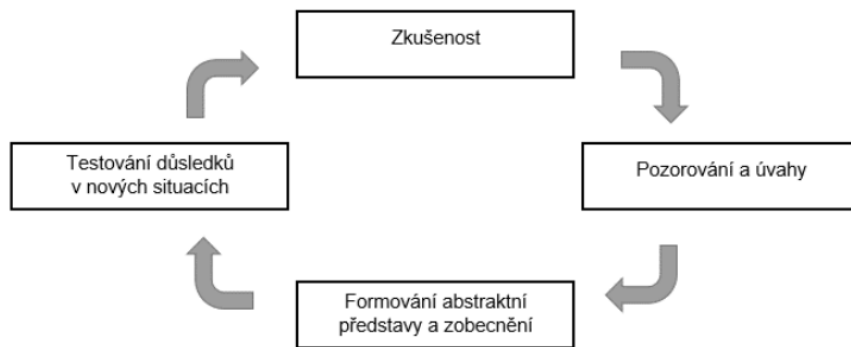 Zkušenost
Pozorování a úvahy
Formování abstraktní
představy a zobecnění
Testování důsledků
v nových situacích